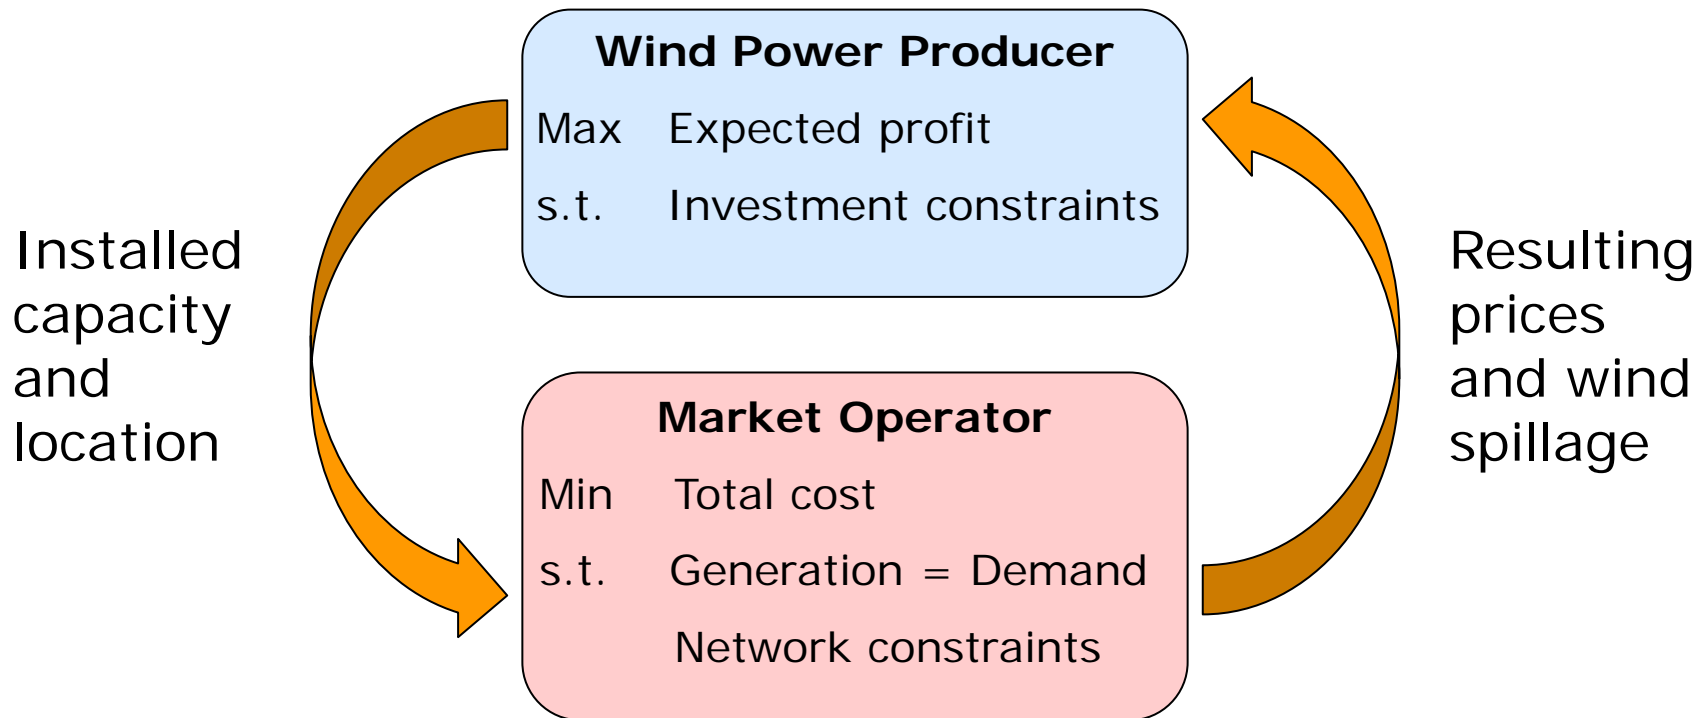 Wind Power Producer
Max Expected profit
s.t. Investment constraints
Installed
capacity
and
location
Resulting
prices
and wind
spillage
Market Operator
Min Total cost
s.t. Generation = Demand
Network constraints